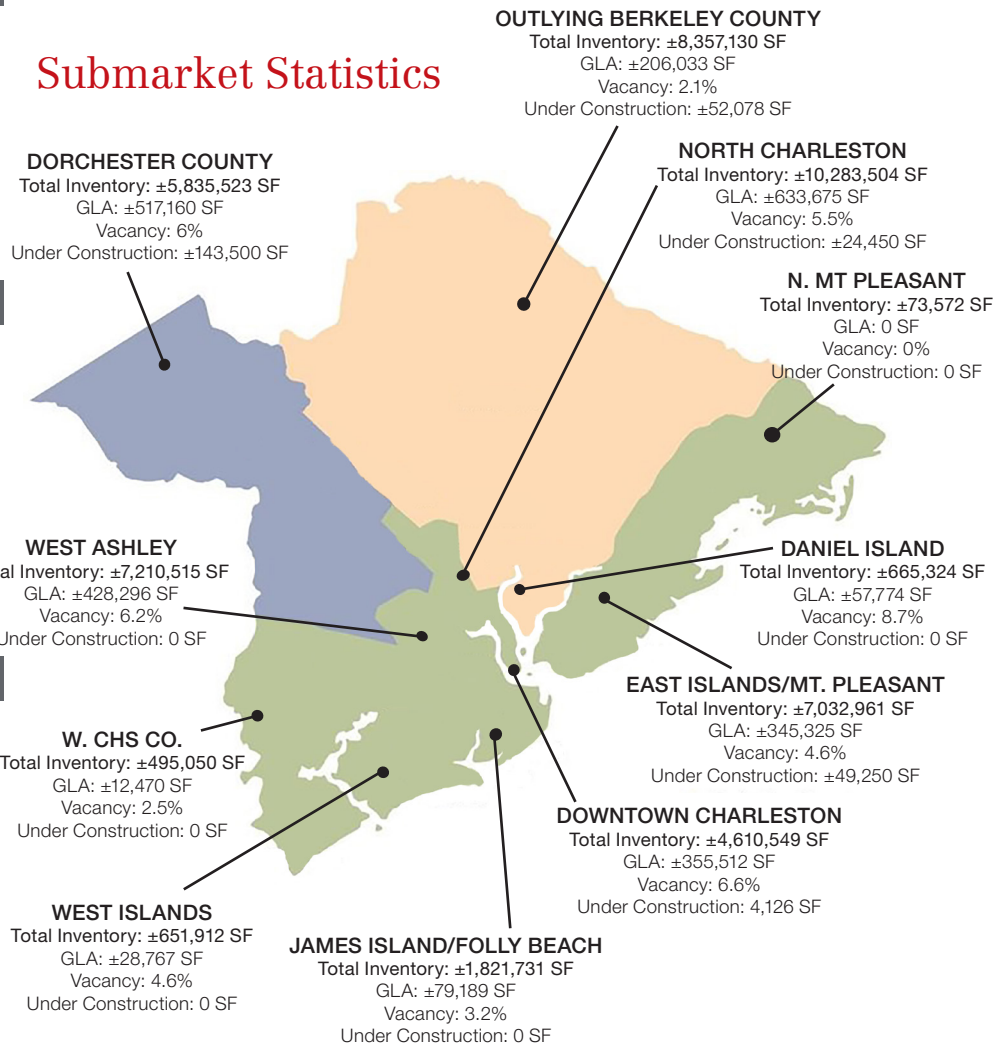 Submarket Statistics
OUTLYING BERKELEY COUNTY
Total Inventory: ±8,357,130 SF
GLA: ±206,033 SF
Vacancy: 2.1%
Under Construction: ±52,078 SF
NORTH CHARLESTON
Total Inventory: ±10,283,504 SF
GLA: ±633,675 SF
Vacancy: 5.5%
Under Construction: ±24,450 SF
DORCHESTER COUNTY
Total Inventory: ±5,835,523 SF
GLA: ±517,160 SF
Vacancy: 6%
Under Construction: ±143,500 SF
N. MT PLEASANT
Total Inventory: ±73,572 SF
GLA: 0 SF
Vacancy: 0%
Under Construction: 0 SF
WEST ASHLEY
al Inventory: ±7,210,515 SF
GLA: ±428,296 SF
Vacancy: 6.2%
Under Construction: 0 SF
DANIEL ISLAND
Total Inventory: ±665,324 SF
GLA: ±57,774 SF
Vacancy: 8.7%
Under Construction: 0 SF
EAST ISLANDS/MT. PLEASANT
Total Inventory: ±7,032,961 SF
GLA: ±345,325 SF
Vacancy: 4.6%
Under Construction: ±49,250 SF
W. CHS CO.
Total Inventory: ±495,050 SF
GLA: ±12,470 SF
Vacancy: 2.5%
Under Construction: 0 SF
DOWNTOWN CHARLESTON
Total Inventory: ±4,610,549 SF
GLA: ±355,512 SF
Vacancy: 6.6%
Under Construction: 4,126 SF
WEST ISLANDS
Total Inventory: ±651,912 SF
GLA: ±28,767 SF
Vacancy: 4.6%
Under Construction: 0 SF
JAMES ISLAND/FOLLY BEACH
Total Inventory: ±1,821,731 SF
GLA: ±79,189 SF
Vacancy: 3.2%
Under Construction: 0 SF